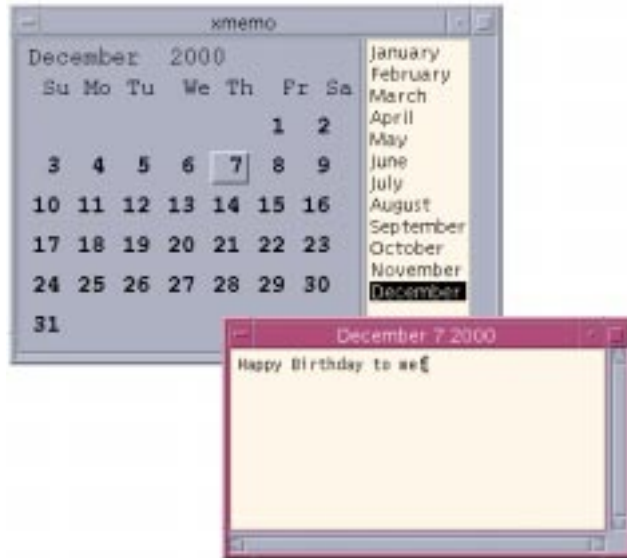 xmemo
December 2000
Su Mo Tu We Th Fr Sa
1 2
3 4 5 6 7 8 9
10 11 12 13 14 15 16
17 18 19 20 21 22 23
24 25 26 27 28 29 30
31
January
February
March
April
May
June
July
August
September
October
November
December
December 7 2000
Happy Birthday to me!